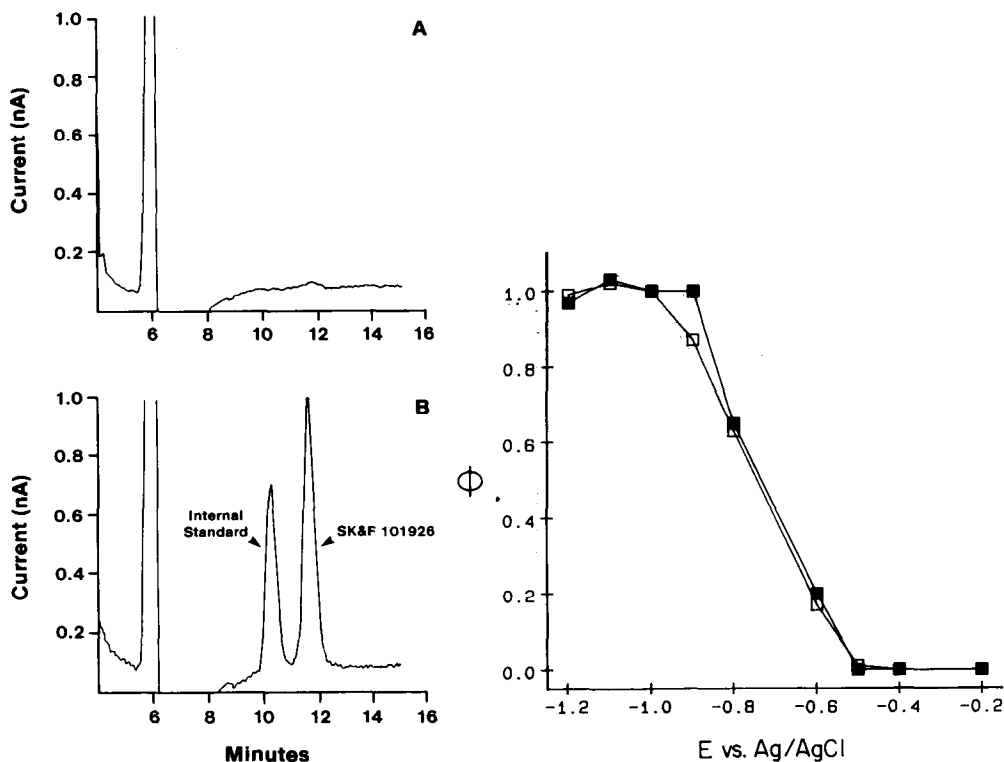 A
Current (nA)
1.0
0.8
0.6
0.4
0.2
6 8 10 12 14 16
B
Current (nA)
1.0
0.8
0.6
0.4
0.2
Internal
Standard
SK&F 101926
6 8 10 12 14 16
Minutes
Φ
1.0
0.8
0.6
0.4
0.2
0.0
-1.2 -1.0 -0.8 -0.6 -0.4 -0.2
E vs. Ag/AgCl